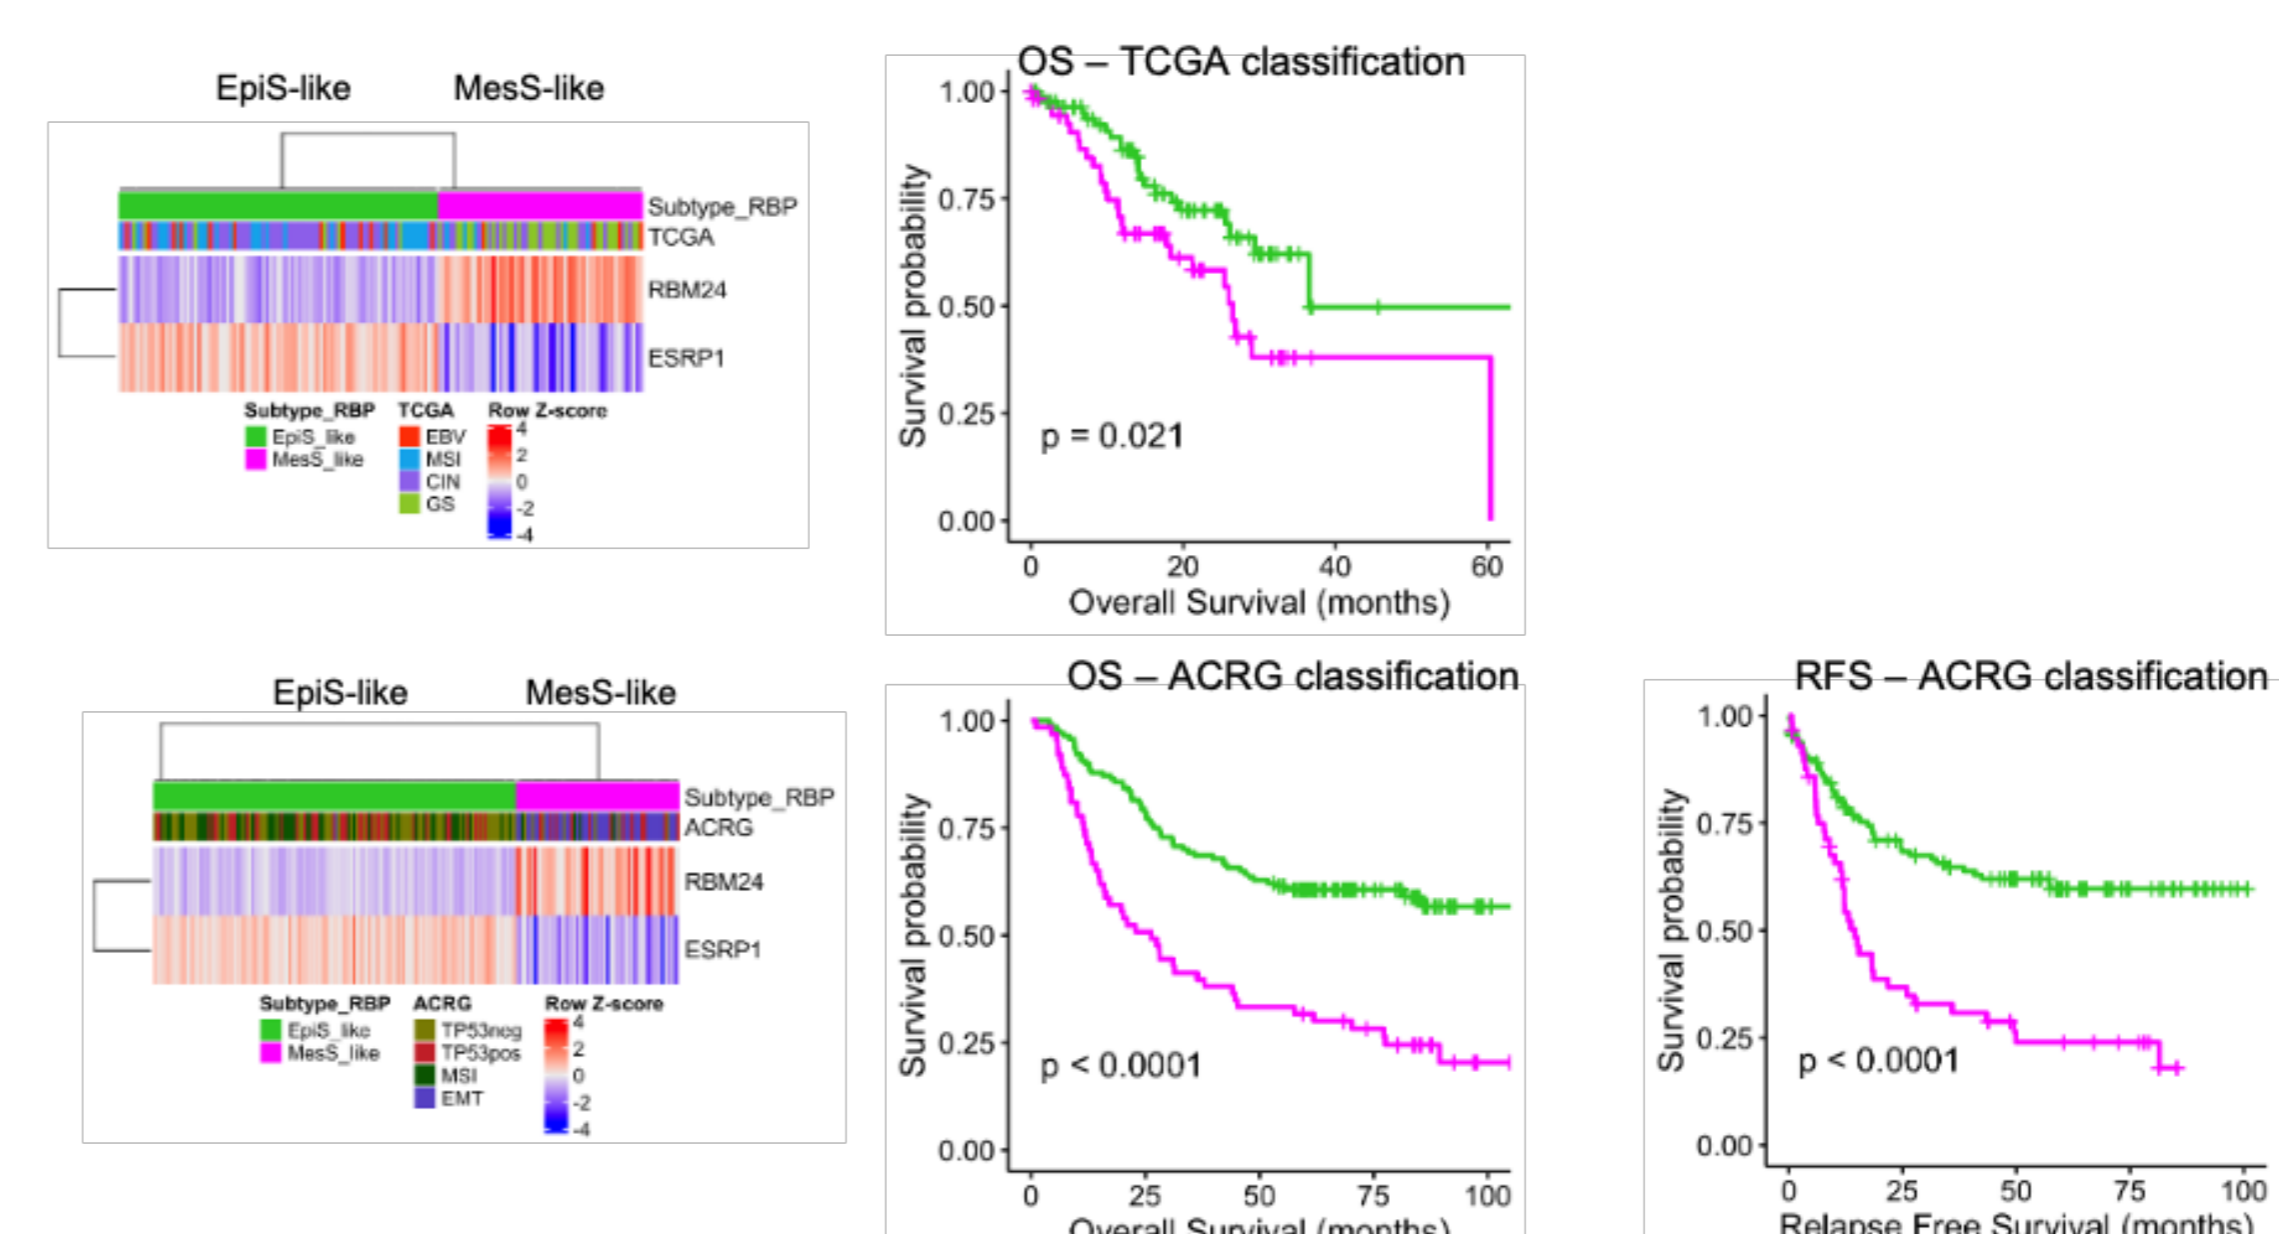 EpiS-like MesS-like
Subtype_RBP
TCGA
RBM24
ESRP1
Subtype_RBP TCGA Row Z-score
EpiS_like EBV 4
MesS_like MSI 2
CIN 0
GS -2
-4
OS – TCGA classification
Survival probability
1.00
0.75
0.50
0.25
0.00
p = 0.021
0 20 40 60
Overall Survival (months)
EpiS-like MesS-like
Subtype_RBP
ACRG
RBM24
ESRP1
Subtype_RBP ACRG Row Z-score
EpiS_like TP53neg 4
MesS_like TP53pos 2
MSI 0
EMT -2
-4
OS – ACRG classification
Survival probability
1.00
0.75
0.50
0.25
0.00
p < 0.0001
0 25 50 75 100
Overall Survival (months)
RFS – ACRG classification
Survival probability
1.00
0.75
0.50
0.25
0.00
p < 0.0001
0 25 50 75 100
Relapse Free Survival (months)